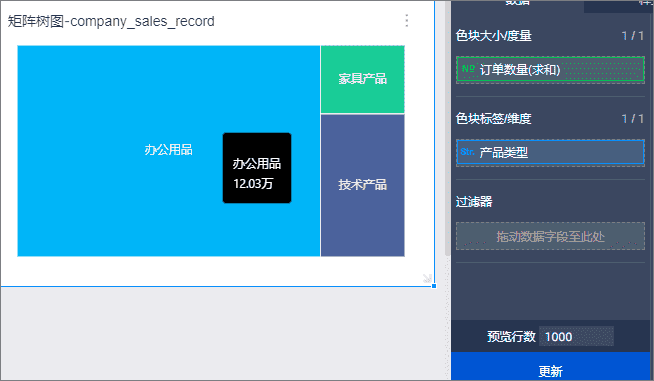 数据
矩阵树图-company_sales_record
色块大小/度量
1 / 1
订单数量(求和)
家具产品
办公用品
办公用品
12.03万
技术产品
色块标签/维度
1 / 1
Str.
产品类型
过滤器
拖动数据字段至此处
预览行数
1000
更新